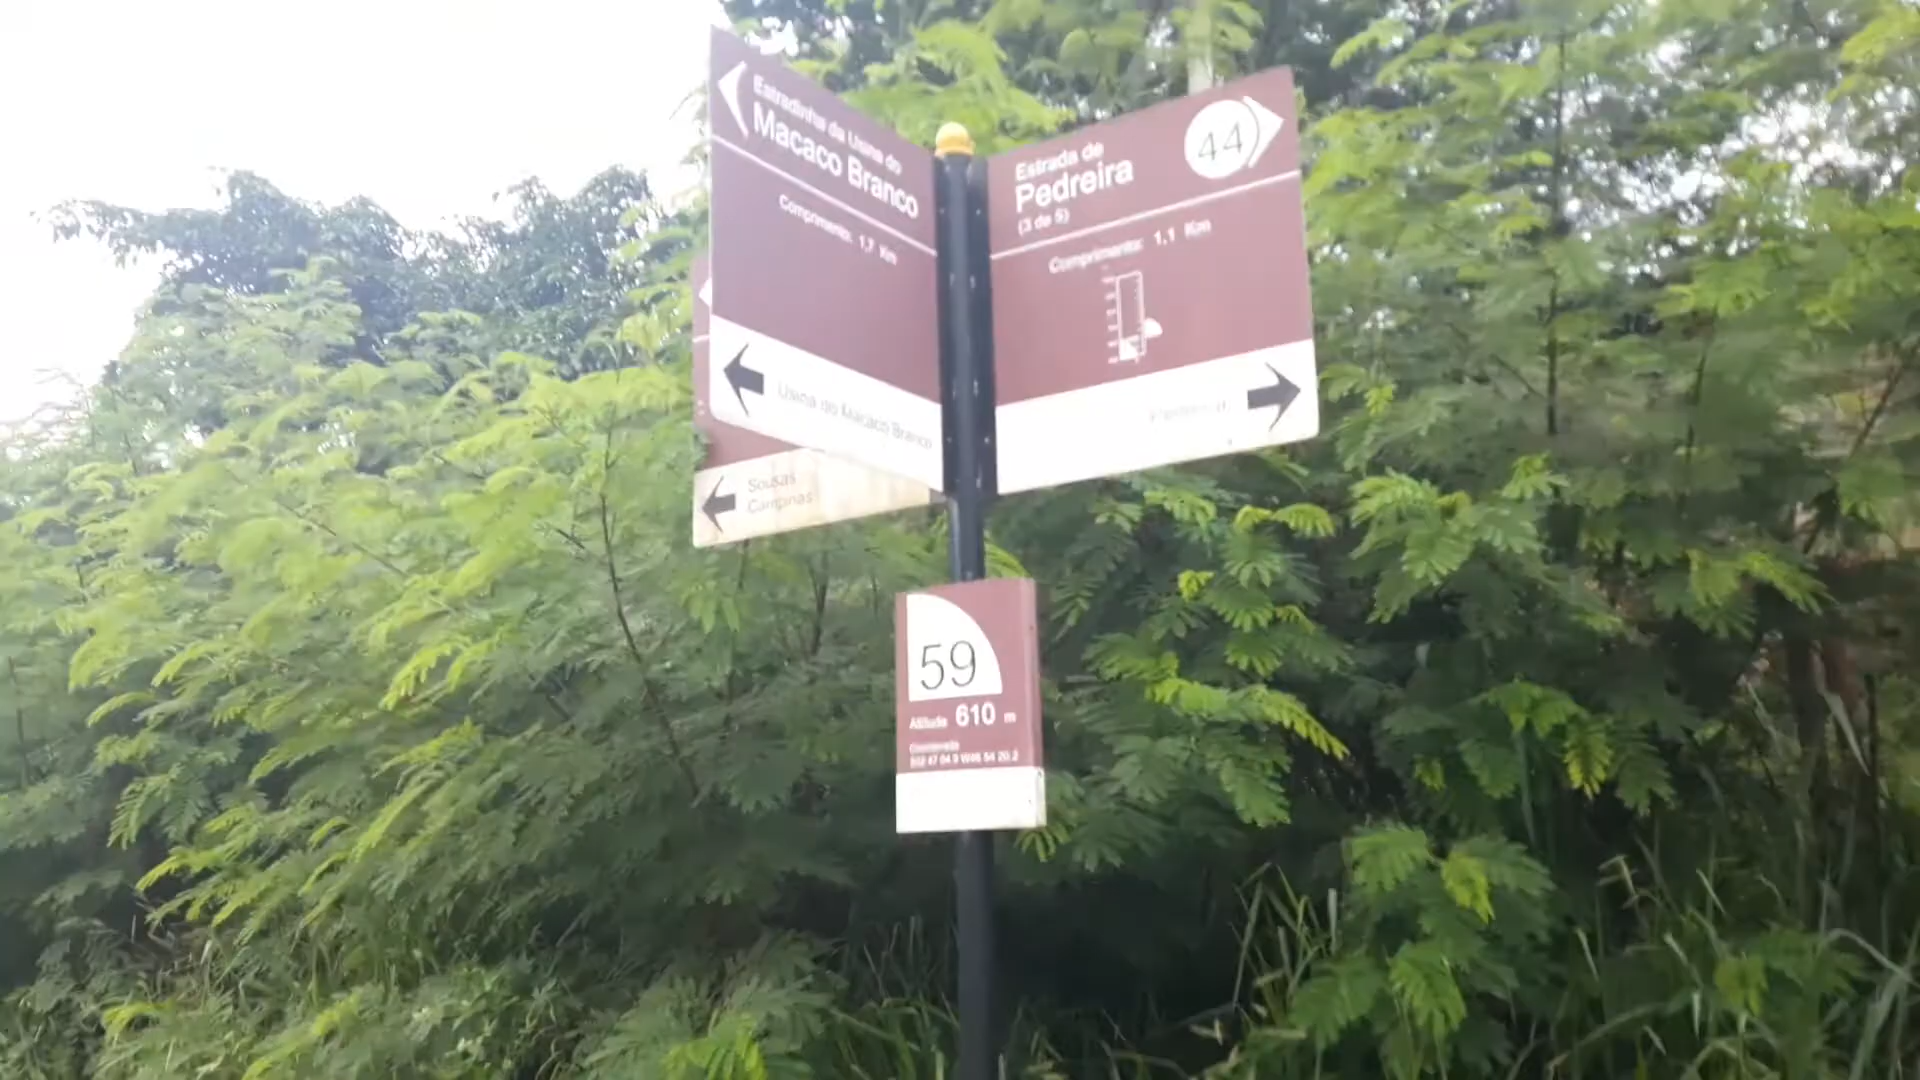 Estradinha da Usina do
Macaco Branco
Comprimento: 1,7 Km
Usina do Macaco Branco
Estrada de
Pedreira
(3 de 5)
44
Comprimento: 1.1 Km
Sousas
Campinas
59
Altitude 610 m
Coordenada